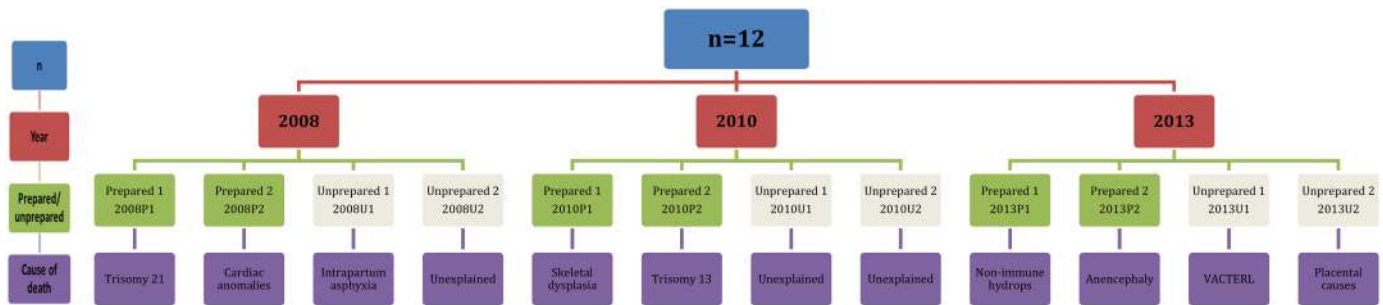 n=12
n
Year
2008
2010
2013
Prepared/
unprepared
Prepared 1
2008P1
Prepared 2
2008P2
Unprepared 1
2008U1
Unprepared 2
2008U2
Prepared 1
2010P1
Prepared 2
2010P2
Unprepared 1
2010U1
Unprepared 2
2010U2
Prepared 1
2013P1
Prepared 2
2013P2
Unprepared 1
2013U1
Unprepared 2
2013U2
Cause of
death
Trisomy 21
Cardiac
anomalies
Intrapartum
asphyxia
Unexplained
Skeletal
dysplasia
Trisomy 13
Unexplained
Unexplained
Non-immune
hydrops
Anencephaly
VACTERL
Placental
causes